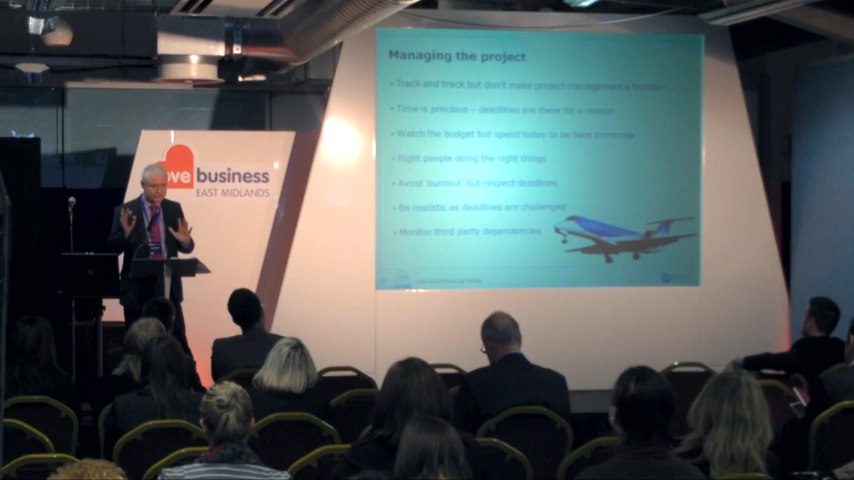 Managing the project
• Track and track but don't make project management a burden
• Time is precious – deadlines are there for a reason
• Watch the budget but spend today to be here tomorrow
• Right people doing the right things
• Avoid 'burnout' but respect deadlines
• Be realistic as deadlines are challenged
• Monitor third party dependencies
ove business
EAST MIDLANDS